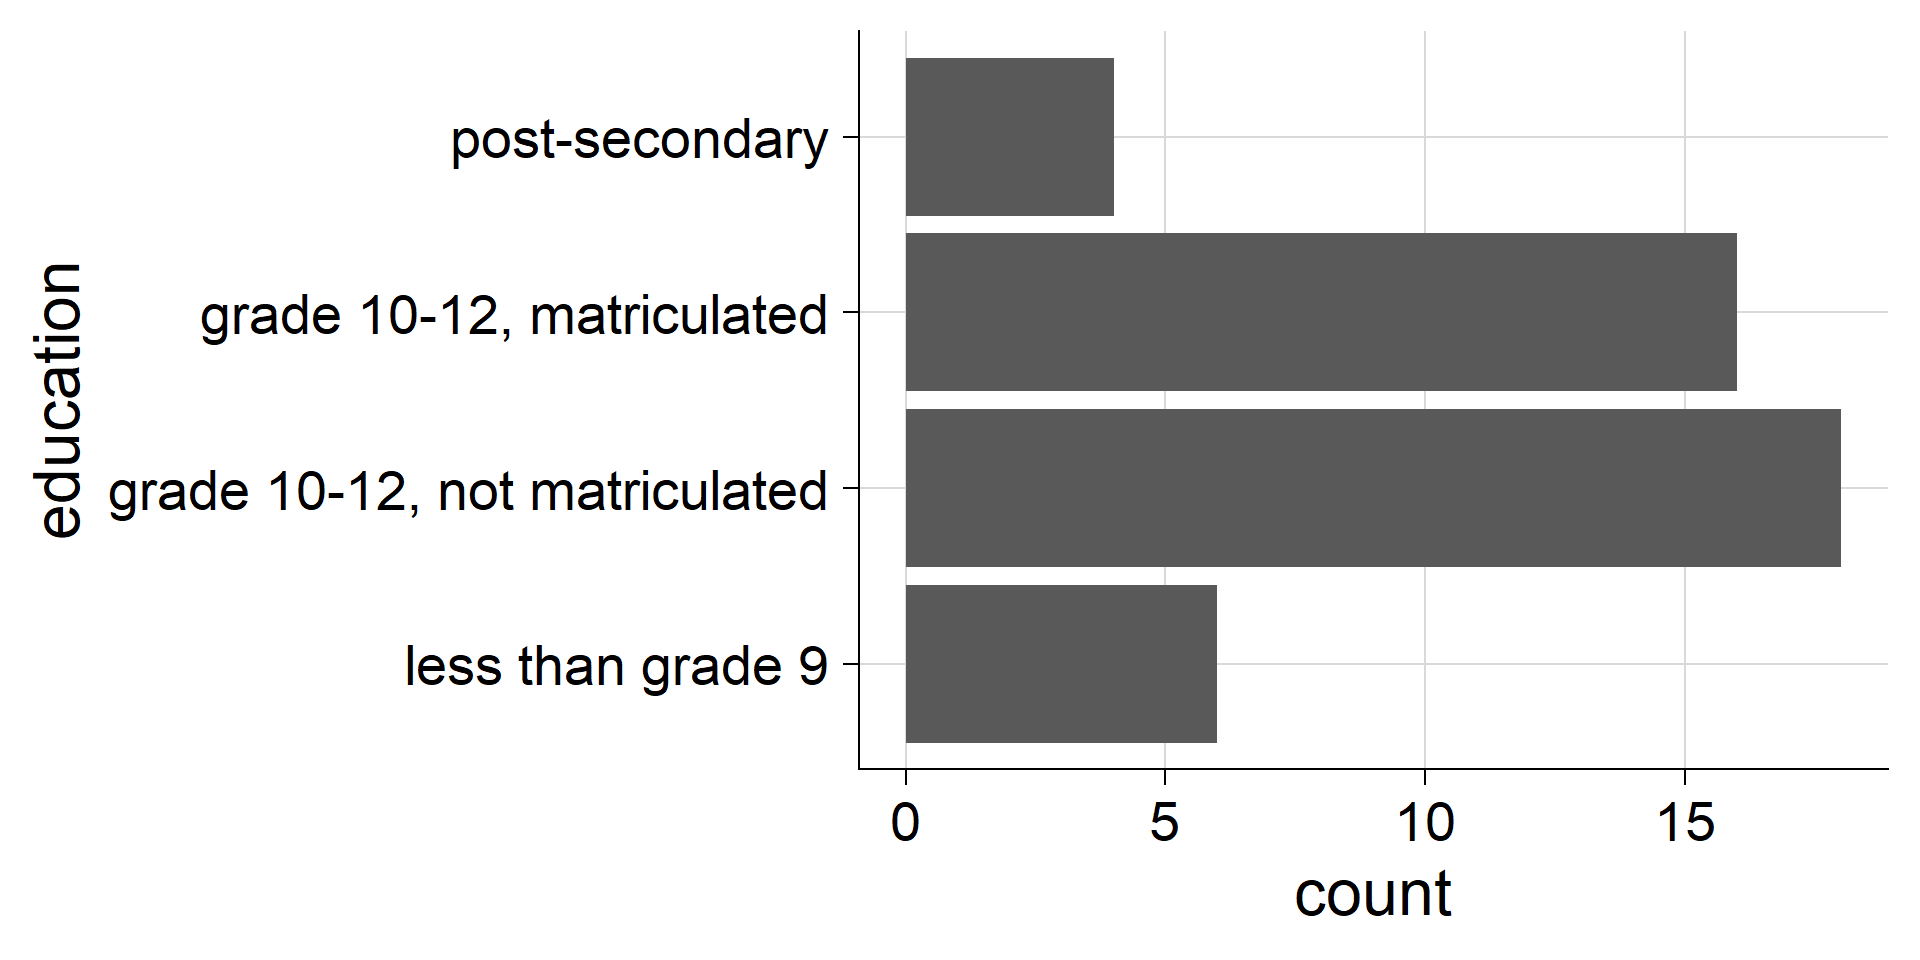 education
post-secondary
grade 10-12, matriculated
grade 10-12, not matriculated
less than grade 9
0 5 10 15
count